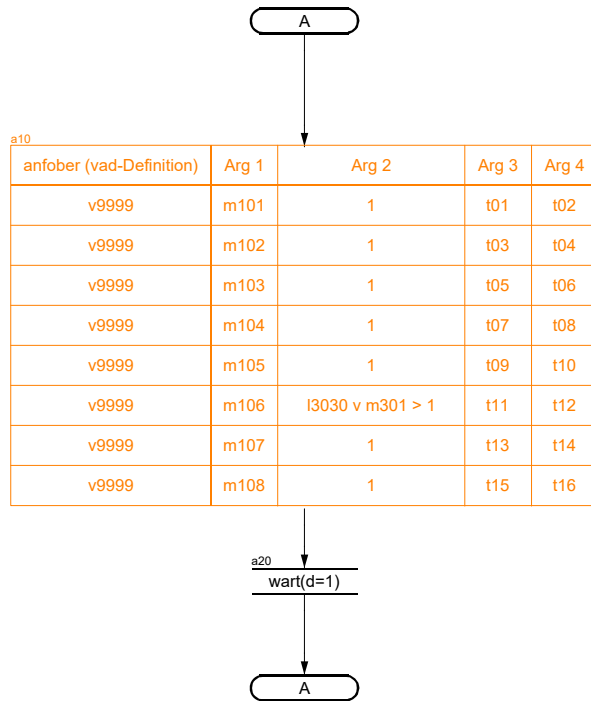 A
a10
anfober (vad-Definition) Arg 1 Arg 2 Arg 3 Arg 4
v9999 m101 1 t01 t02
v9999 m102 1 t03 t04
v9999 m103 1 t05 t06
v9999 m104 1 t07 t08
v9999 m105 1 t09 t10
v9999 m106 l3030 v m301 > 1 t11 t12
v9999 m107 1 t13 t14
v9999 m108 1 t15 t16
a20
wart(d=1)
A